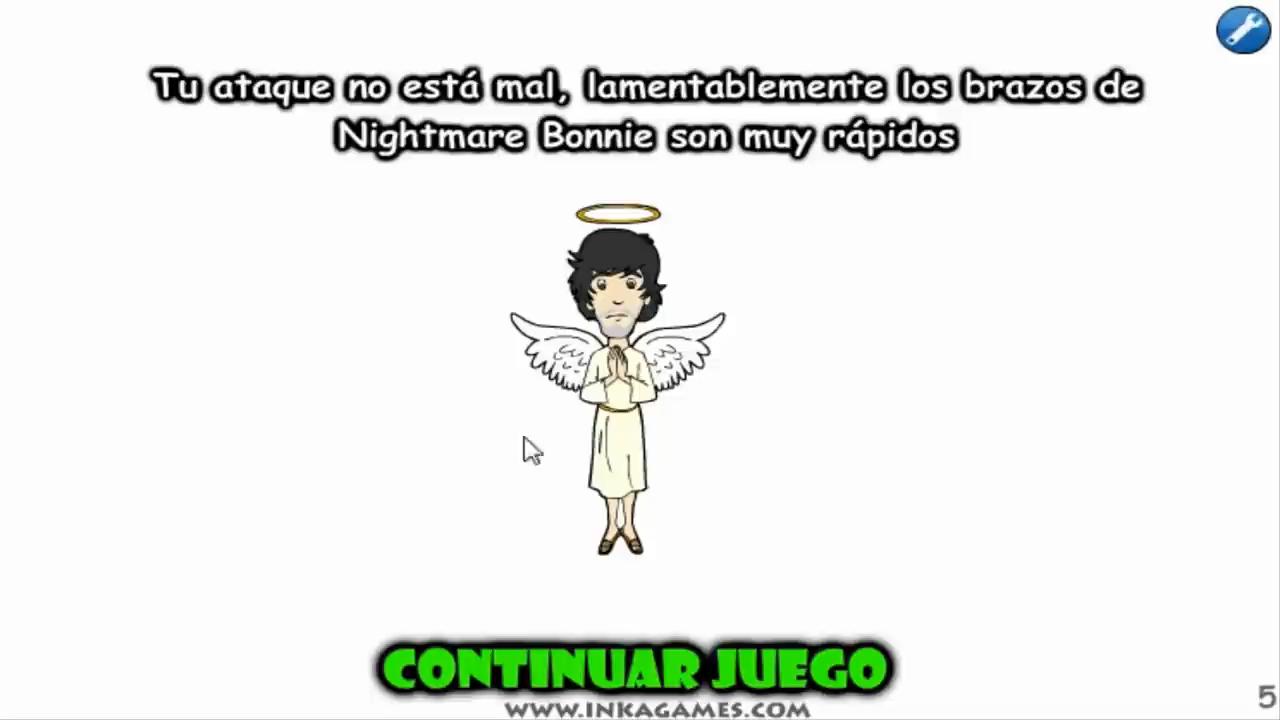 Tu ataque no está mal, lamentablemente los brazos de
Nightmare Bonnie son muy rápidos
CONTINUAR JUEGO
WWW.INKAGAMES.COM
5